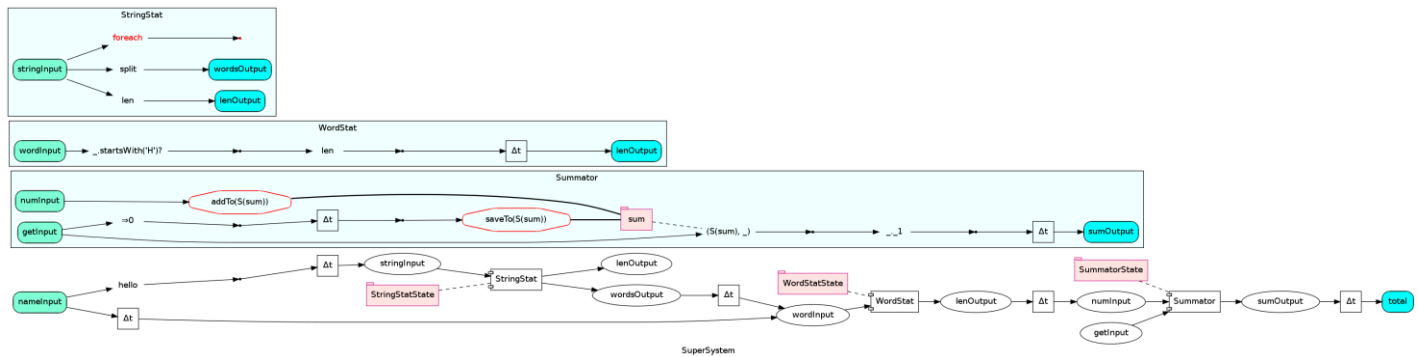 StringStat
foreach
stringInput split wordsOutput
len lenOutput
WordStat
wordInput _.startsWith('H')? len Δt lenOutput
Summator
numInput addTo(S(sum))
⇒0 Δt saveTo(S(sum)) sum
getInput (S(sum), _) _._1 Δt sumOutput
hello Δt stringInput StringStat lenOutput
StringStatState wordsOutput Δt WordStatState SummatorState
nameInput Δt wordInput WordStat lenOutput Δt numInput Summator sumOutput Δt total
getInput
SuperSystem